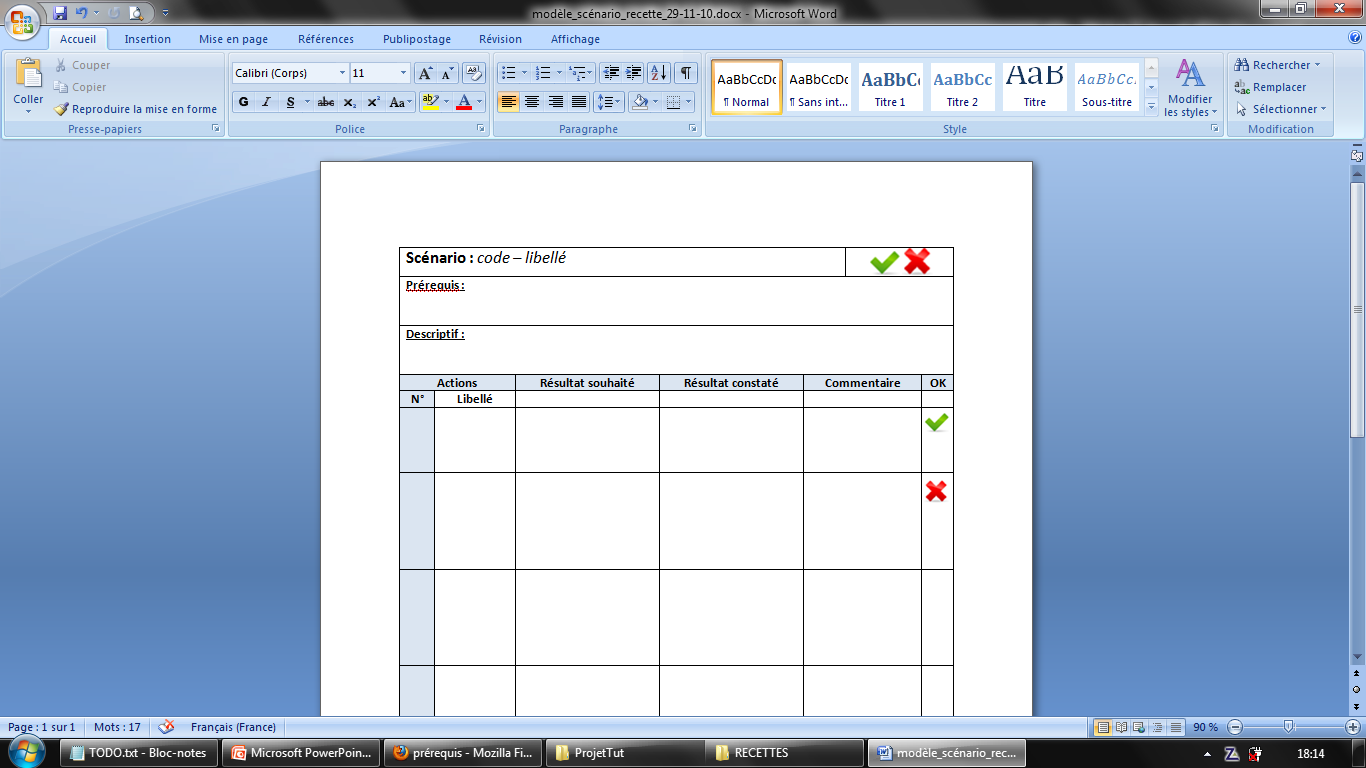 modèle_scénario_recette_29-11-10.docx - Microsoft Word
Accueil Insertion Mise en page Références Publipostage Révision Affichage
Coller
Couper
Copier
Reproduire la mise en forme
Presse-papiers
Calibri (Corps) 11
G I S abc x₂ x² Aa
Police
Paragraphe
AaBbCcDc AaBbCcDc AaBbC AaBbCc AaB AaBbCc.
¶ Normal ¶ Sans int... Titre 1 Titre 2 Titre Sous-titre
Modifier les styles
Style
Rechercher
Remplacer
Sélectionner
Modification
Scénario : code – libellé
Prérequis :
Descriptif :
Actions Résultat souhaité Résultat constaté Commentaire OK
N° Libellé
Page : 1 sur 1 Mots : 17 Français (France) 90 %
TODO.txt - Bloc-notes Microsoft PowerPoin... prérequis - Mozilla Fi... ProjetTut RECETTES modèle_scénario_rec... 18:14